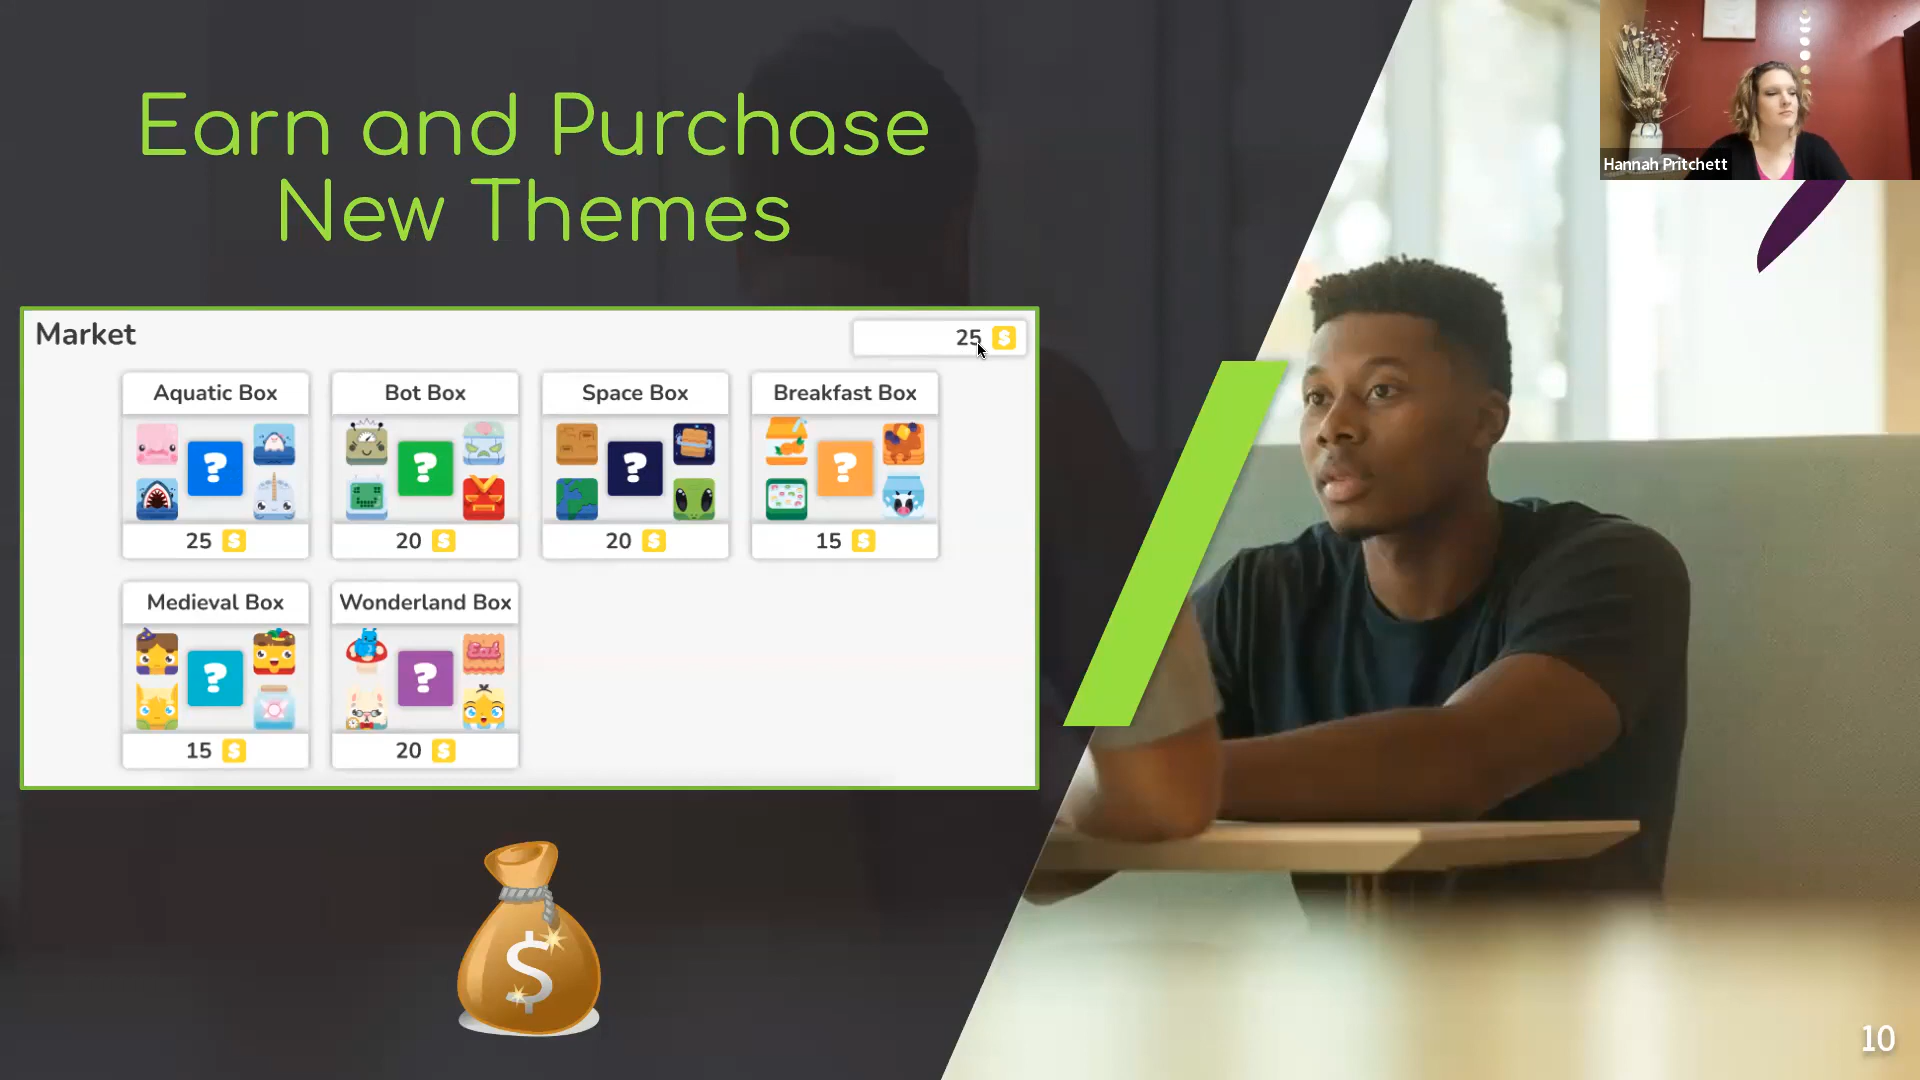 Earn and Purchase
New Themes
Hannah Pritchett
Market
25 $
Aquatic Box
Bot Box
Space Box
Breakfast Box
?
?
?
?
25 $
20 $
20 $
15 $
Medieval Box
Wonderland Box
Eat
?
?
15 $
20 $
$
10